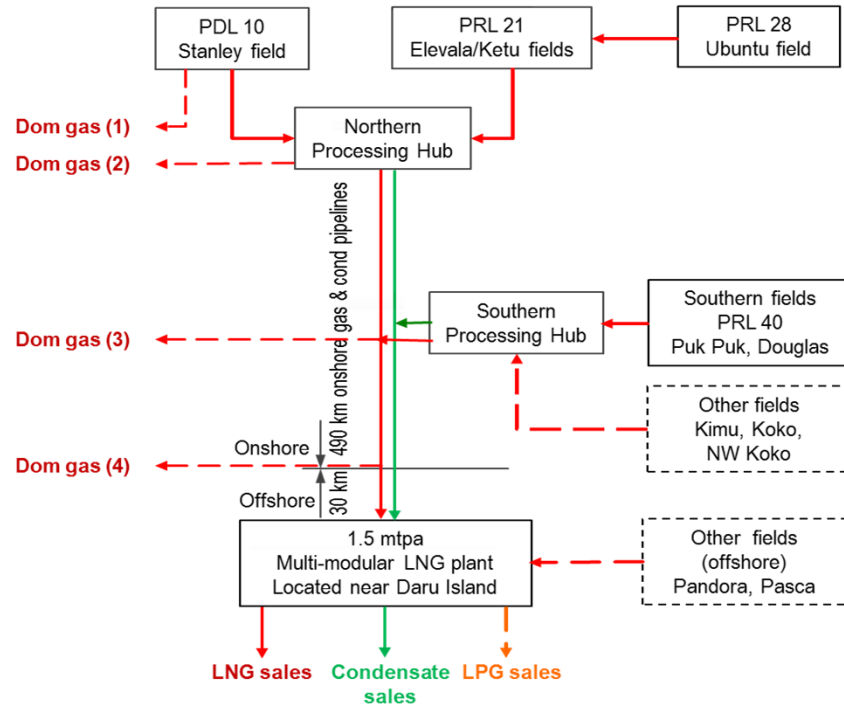 PDL 10
Stanley field
PRL 21
Elevala/Ketu fields
PRL 28
Ubuntu field
Dom gas (1)
Northern
Processing Hub
Dom gas (2)
490 km onshore gas & cond pipelines
Southern
Processing Hub
Southern fields
PRL 40
Puk Puk, Douglas
Dom gas (3)
Other fields
Kimu, Koko,
NW Koko
Onshore
Dom gas (4)
Offshore
30 km
1.5 mtpa
Multi-modular LNG plant
Located near Daru Island
Other fields
(offshore)
Pandora, Pasca
LNG sales
Condensate
sales
LPG sales